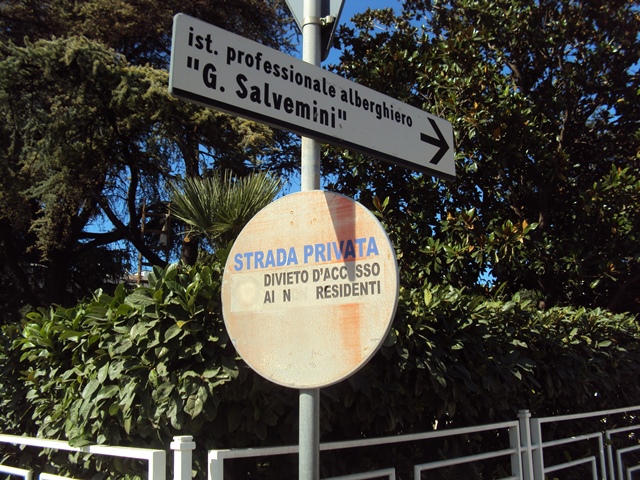 ist. professionale alberghiero
"G. Salvemini"
STRADA PRIVATA
DIVIETO D'ACCESSO
AI N RESIDENTI